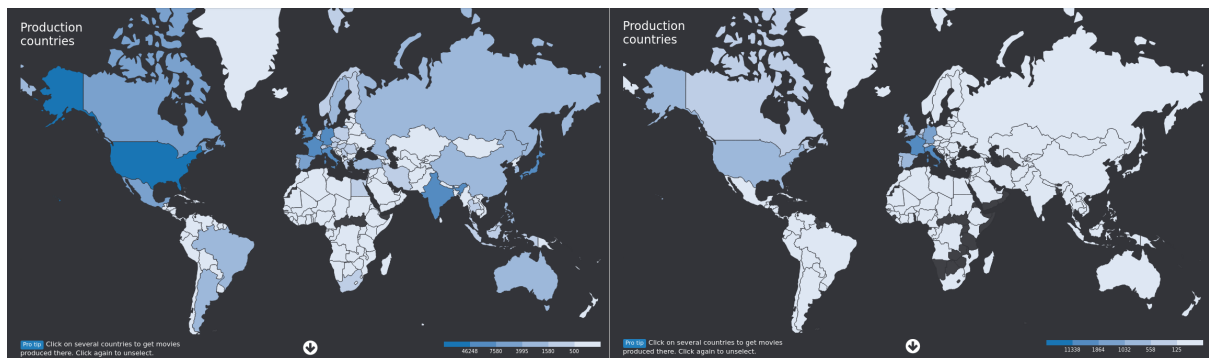 Production
countries
Pro tip Click on several countries to get movies
produced there. Click again to unselect.
46248 7580 3995 1580 500
Production
countries
Pro tip Click on several countries to get movies
produced there. Click again to unselect.
11338 1864 1032 558 125